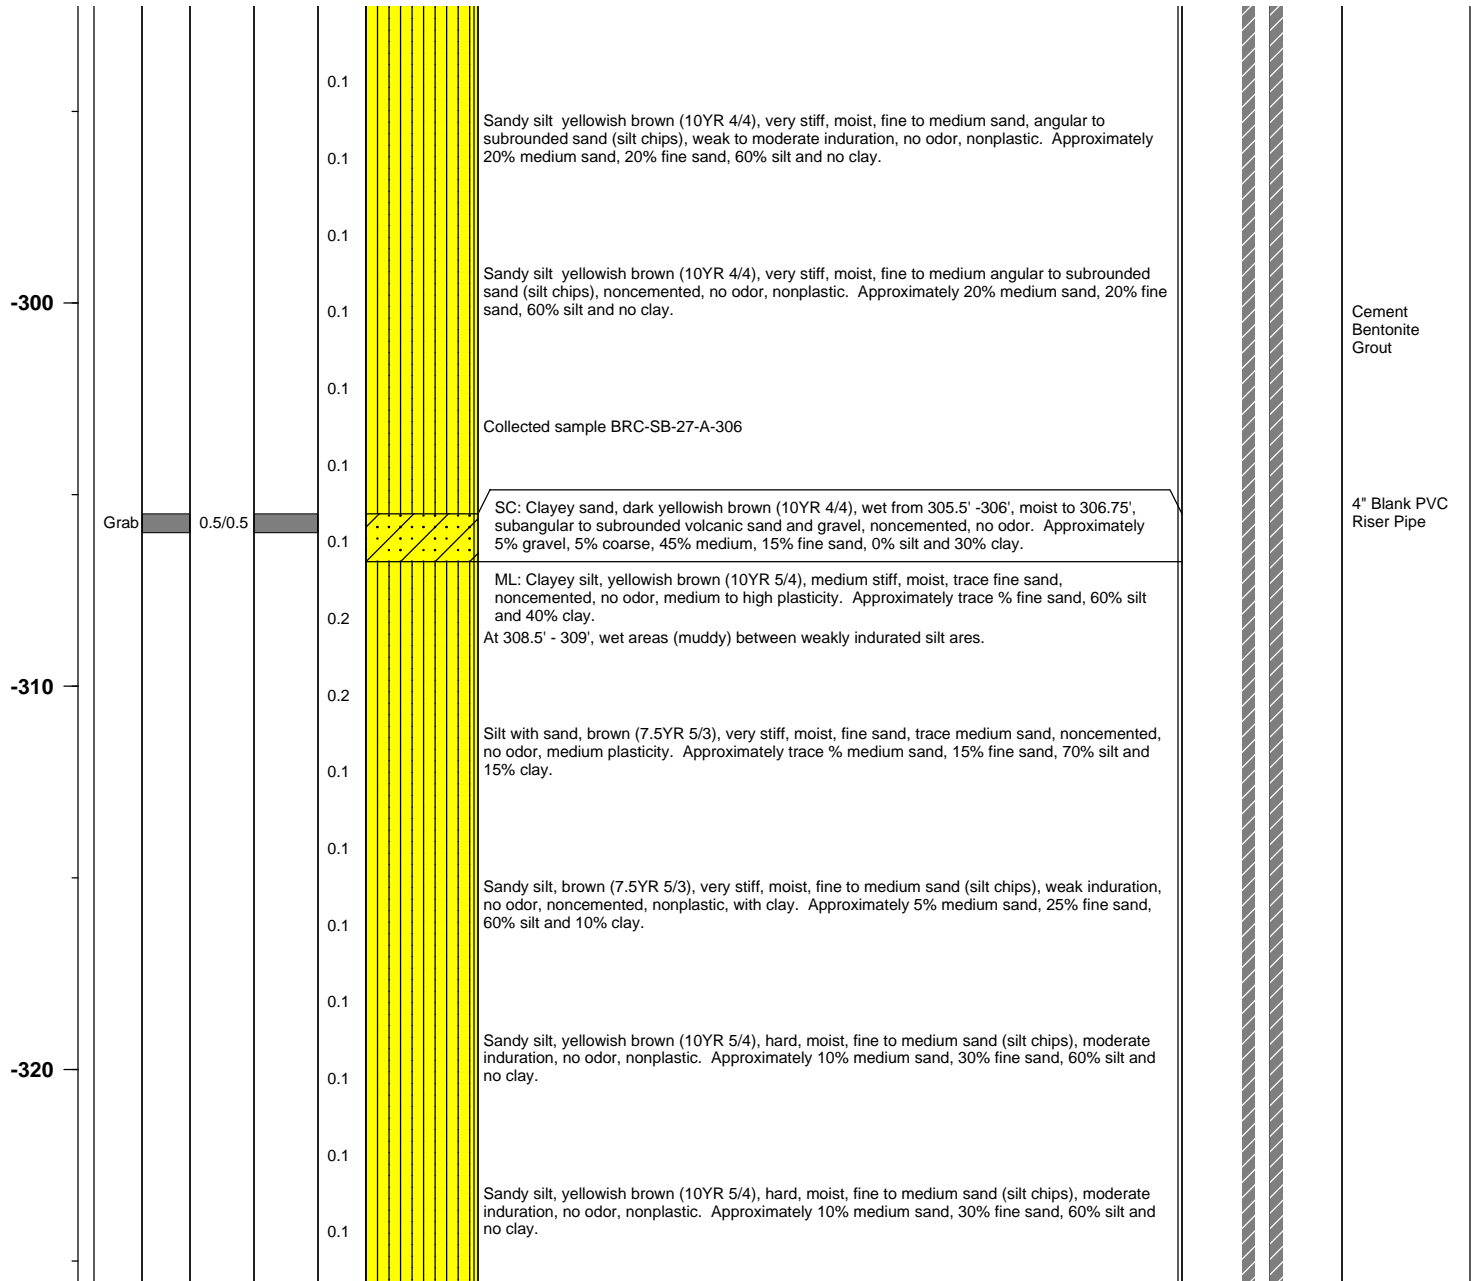 0.1
Sandy silt  yellowish brown (10YR 4/4), very stiff, moist, fine to medium sand, angular to
subrounded sand (silt chips), weak to moderate induration, no odor, nonplastic.  Approximately
0.1
20% medium sand, 20% fine sand, 60% silt and no clay.
0.1
Sandy silt  yellowish brown (10YR 4/4), very stiff, moist, fine to medium angular to subrounded
sand (silt chips), noncemented, no odor, nonplastic.  Approximately 20% medium sand, 20% fine
sand, 60% silt and no clay.
-300
0.1
Cement
Bentonite
Grout
0.1
Collected sample BRC-SB-27-A-306
0.1
SC: Clayey sand, dark yellowish brown (10YR 4/4), wet from 305.5' -306', moist to 306.75',
subangular to subrounded volcanic sand and gravel, noncemented, no odor.  Approximately
5% gravel, 5% coarse, 45% medium, 15% fine sand, 0% silt and 30% clay.
4" Blank PVC
Riser Pipe
Grab
0.5/0.5
0.1
ML: Clayey silt, yellowish brown (10YR 5/4), medium stiff, moist, trace fine sand,
noncemented, no odor, medium to high plasticity.  Approximately trace % fine sand, 60% silt
and 40% clay.
0.2
At 308.5' - 309', wet areas (muddy) between weakly indurated silt ares.
-310
0.2
Silt with sand, brown (7.5YR 5/3), very stiff, moist, fine sand, trace medium sand, noncemented,
no odor, medium plasticity.  Approximately trace % medium sand, 15% fine sand, 70% silt and
15% clay.
0.1
0.1
Sandy silt, brown (7.5YR 5/3), very stiff, moist, fine to medium sand (silt chips), weak induration,
no odor, noncemented, nonplastic, with clay.  Approximately 5% medium sand, 25% fine sand,
60% silt and 10% clay.
0.1
0.1
Sandy silt, yellowish brown (10YR 5/4), hard, moist, fine to medium sand (silt chips), moderate
induration, no odor, nonplastic.  Approximately 10% medium sand, 30% fine sand, 60% silt and
no clay.
-320
0.1
0.1
Sandy silt, yellowish brown (10YR 5/4), hard, moist, fine to medium sand (silt chips), moderate
induration, no odor, nonplastic.  Approximately 10% medium sand, 30% fine sand, 60% silt and
no clay.
0.1